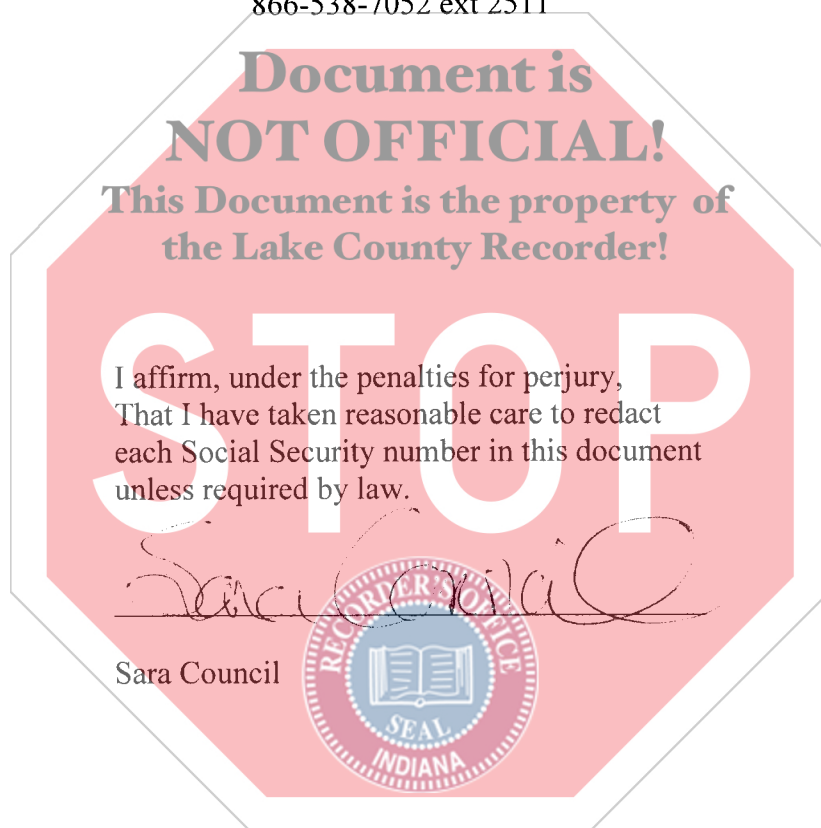 866-538-7052 ext 2511
Document is
NOT OFFICIAL!
This Document is the property of
the Lake County Recorder!
STOP
I affirm, under the penalties for perjury,
That I have taken reasonable care to redact
each Social Security number in this document
unless required by law.
Sara Council
Sara Council
RECORDER'S OFFICE
SEAL
INDIANA